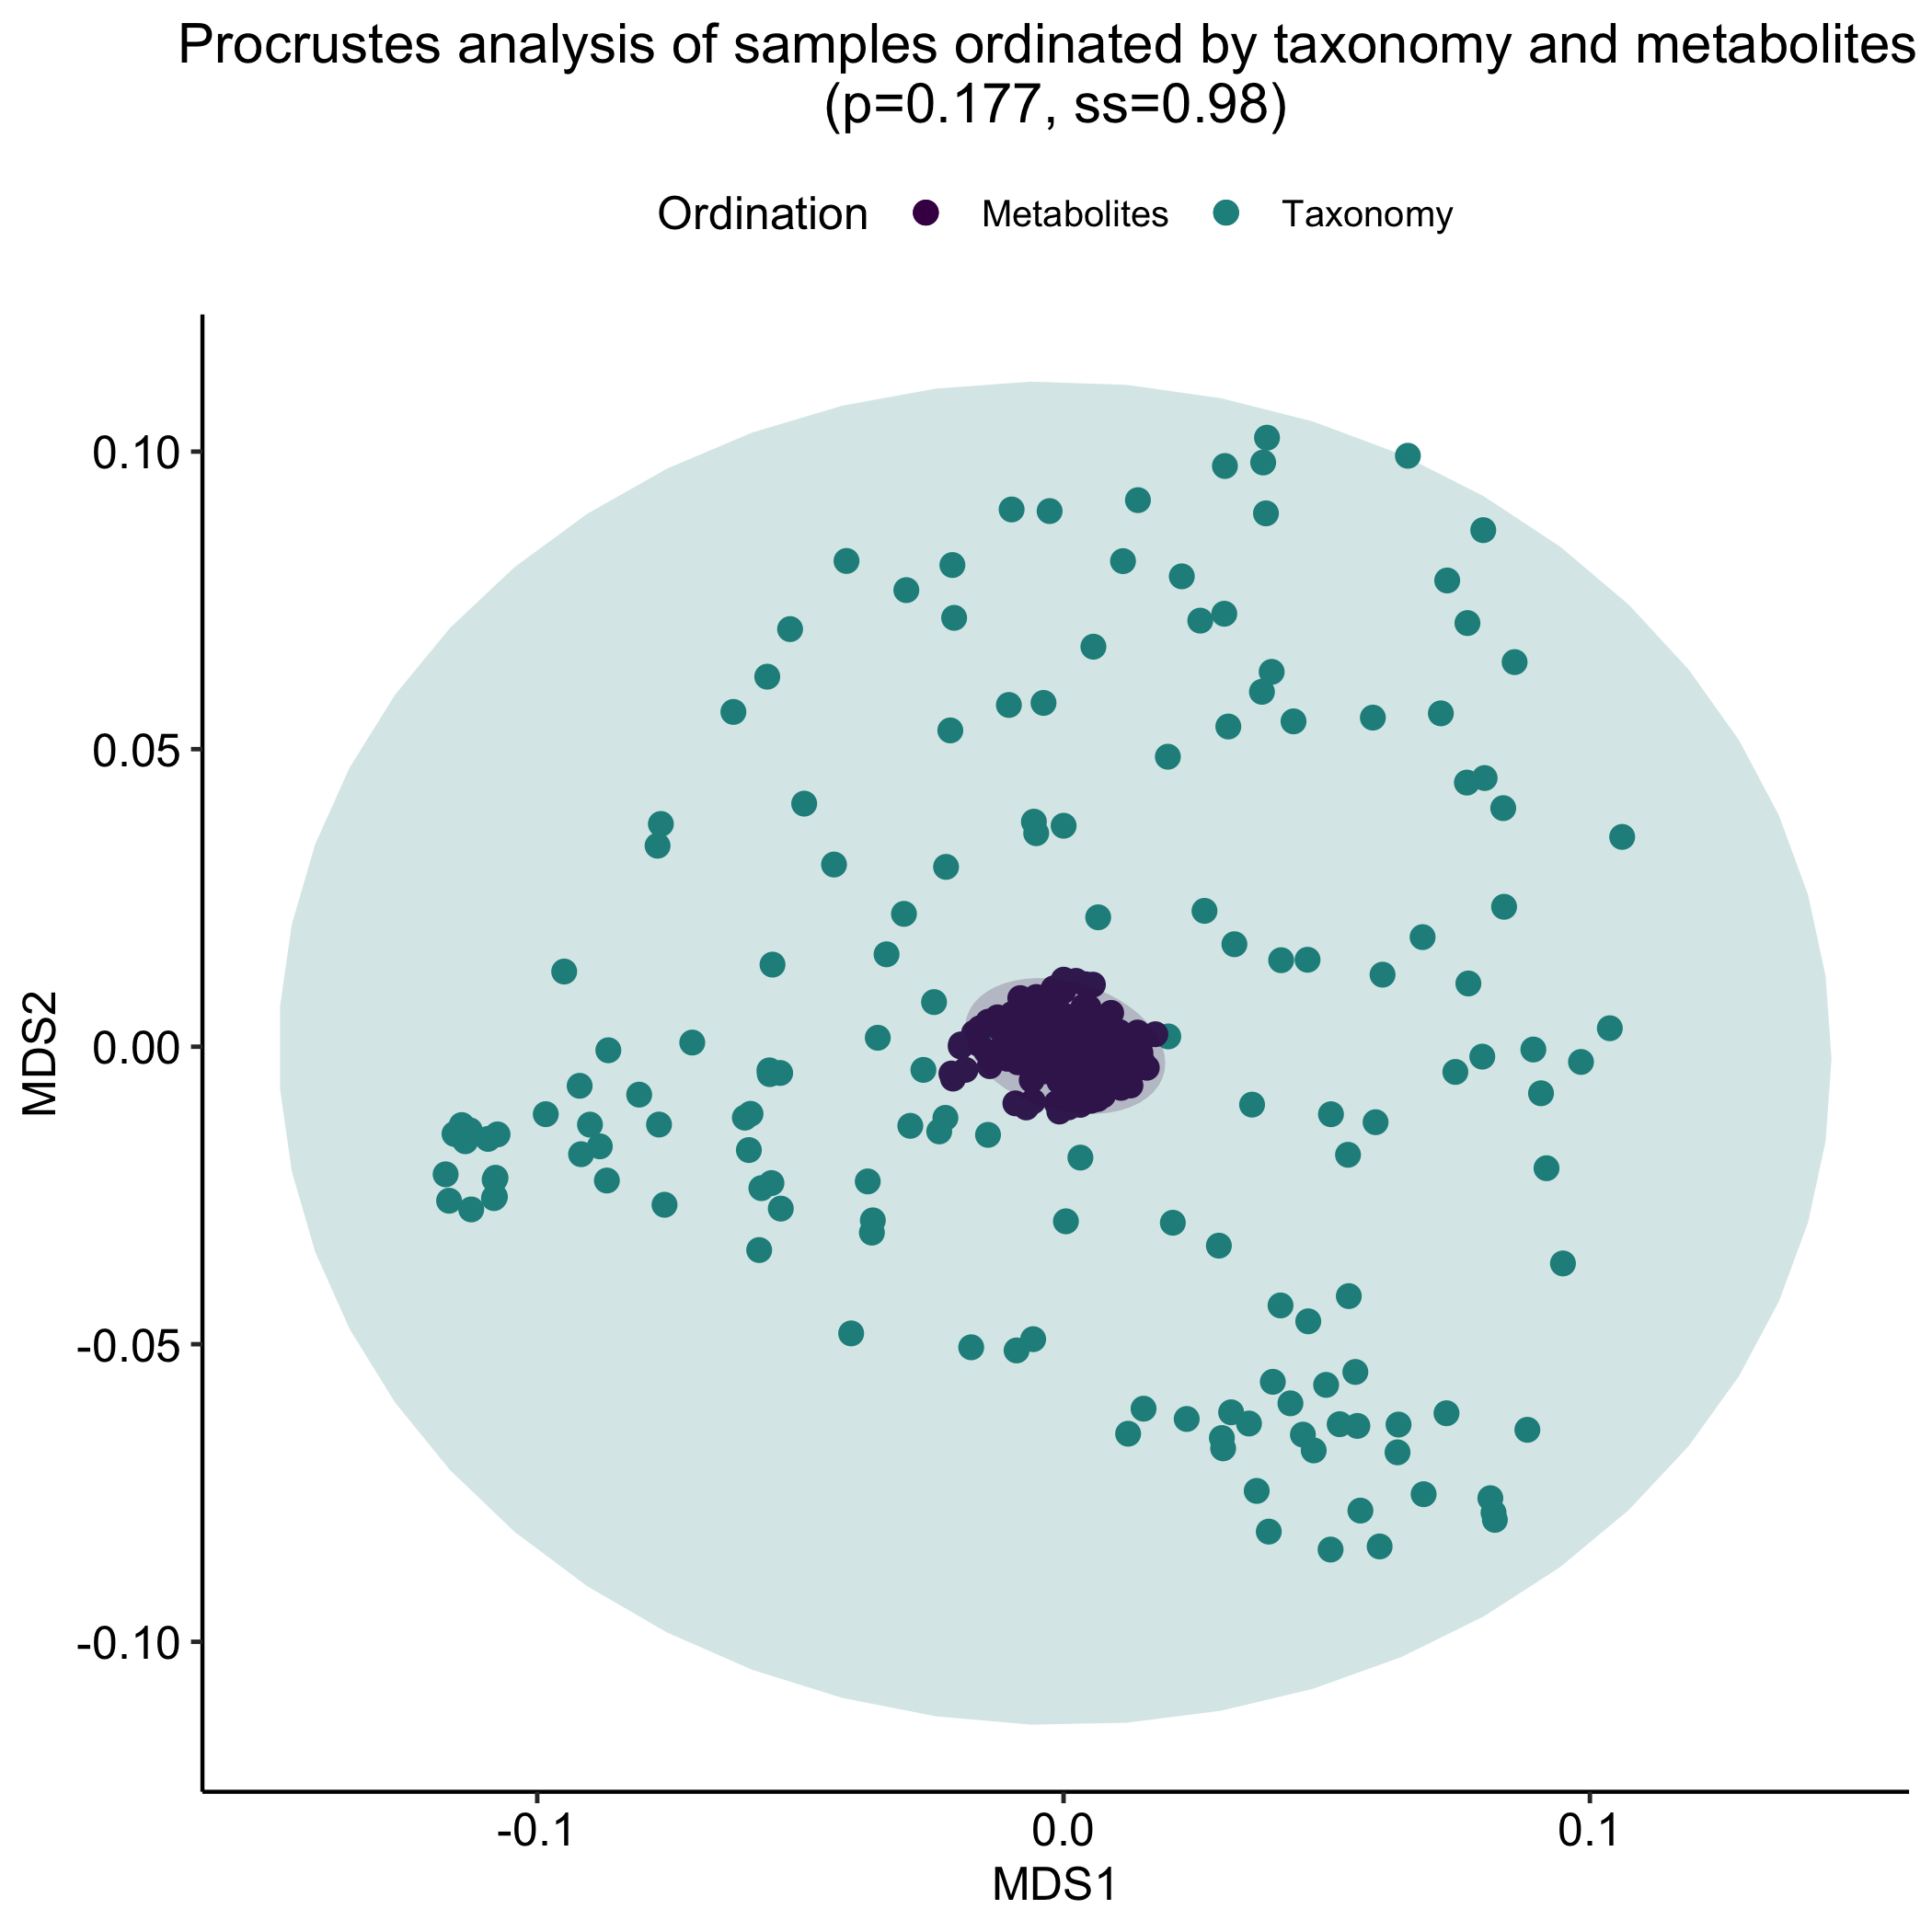 Procrustes analysis of samples ordinated by taxonomy and metabolites
(p=0.177, ss=0.98)
Ordination Metabolites Taxonomy
0.10
0.05
0.00
-0.05
-0.10
MDS2
-0.1 0.0 0.1
MDS1